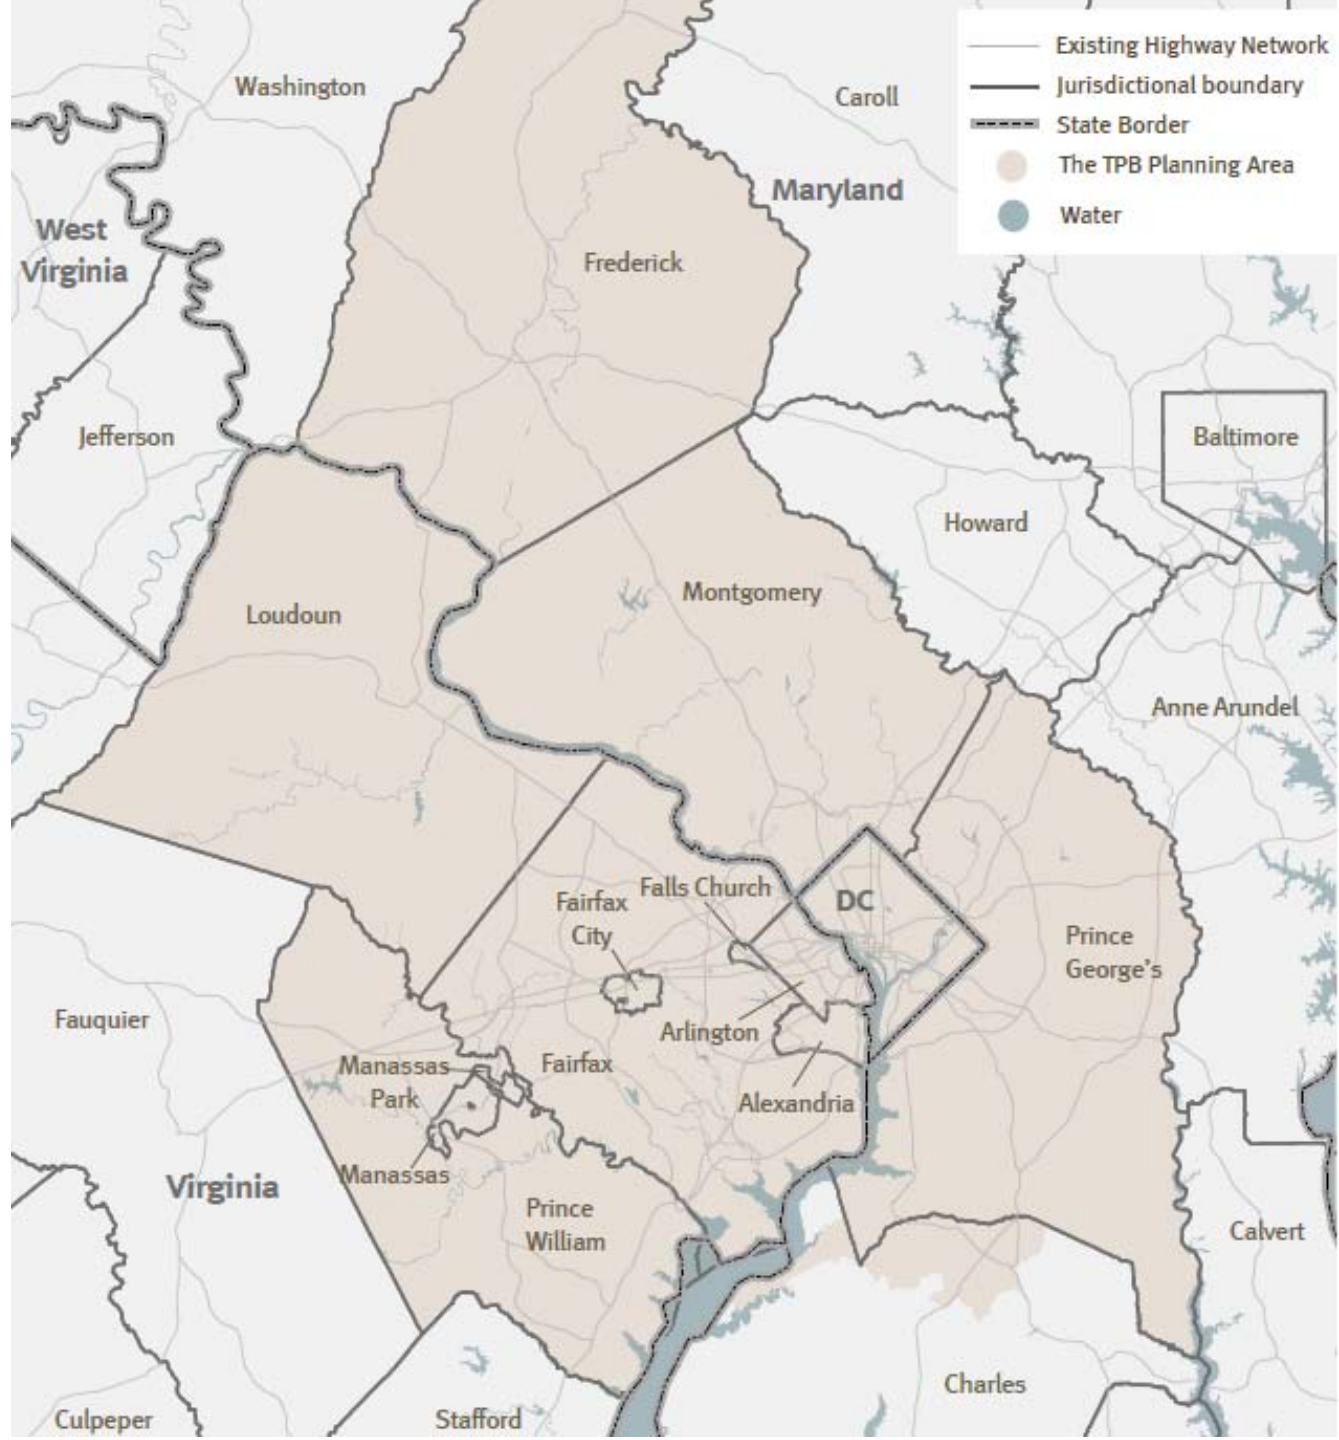 Existing Highway Network
Jurisdictional boundary
State Border
The TPB Planning Area
Water
Washington
Caroll
Maryland
West
Virginia
Frederick
Jefferson
Baltimore
Howard
Montgomery
Loudoun
Anne Arundel
Falls Church
Fairfax
City
DC
Prince
George's
Fauquier
Arlington
Manassas
Park
Fairfax
Alexandria
Manassas
Virginia
Prince
William
Calvert
Charles
Culpeper
Stafford